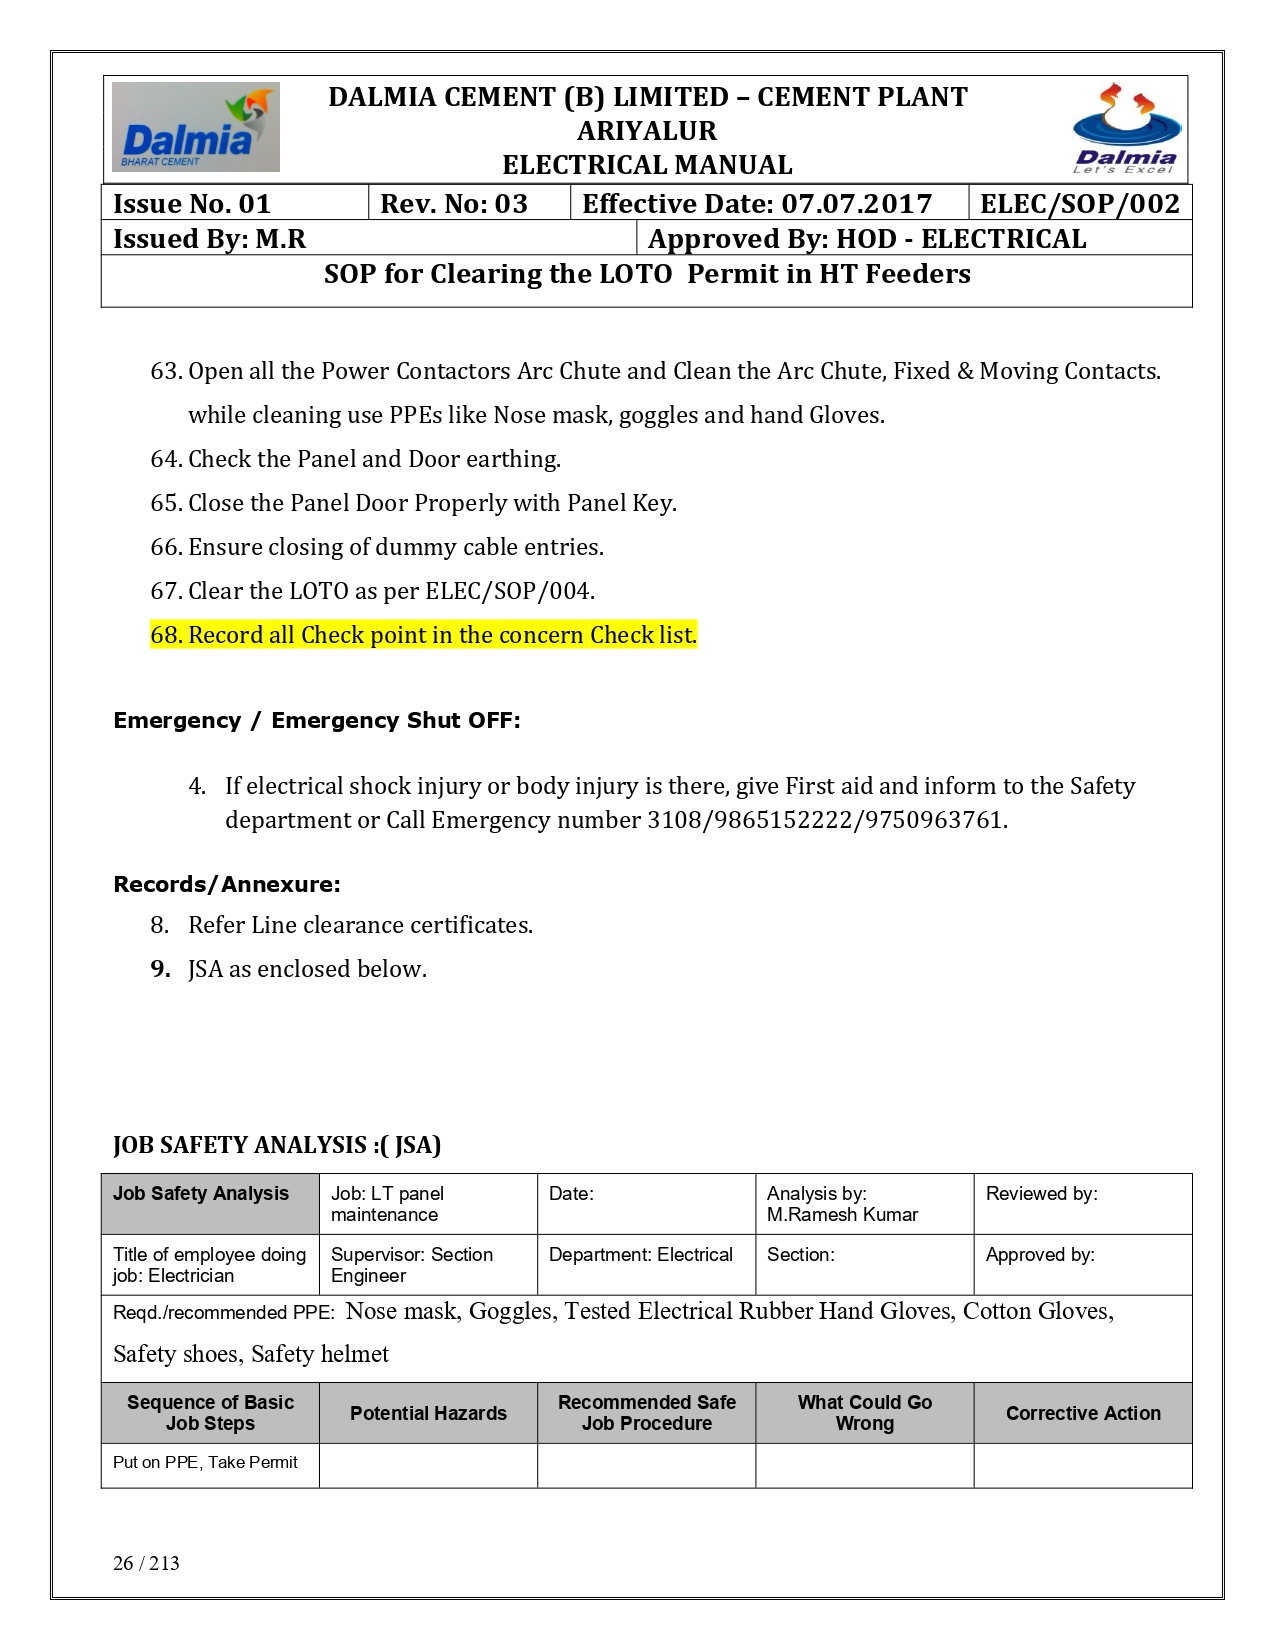 Dalmia
BHARAT CEMENT
DALMIA CEMENT (B) LIMITED – CEMENT PLANT
ARIYALUR
ELECTRICAL MANUAL
Dalmia
Let's Excel
Issue No. 01 Rev. No: 03 Effective Date: 07.07.2017 ELEC/SOP/002
Issued By: M.R Approved By: HOD - ELECTRICAL
SOP for Clearing the LOTO Permit in HT Feeders
63. Open all the Power Contactors Arc Chute and Clean the Arc Chute, Fixed & Moving Contacts.
while cleaning use PPEs like Nose mask, goggles and hand Gloves.
64. Check the Panel and Door earthing.
65. Close the Panel Door Properly with Panel Key.
66. Ensure closing of dummy cable entries.
67. Clear the LOTO as per ELEC/SOP/004.
68. Record all Check point in the concern Check list.
Emergency / Emergency Shut OFF:
4. If electrical shock injury or body injury is there, give First aid and inform to the Safety
department or Call Emergency number 3108/9865152222/9750963761.
Records/Annexure:
8. Refer Line clearance certificates.
9. JSA as enclosed below.
JOB SAFETY ANALYSIS :( JSA)
Job Safety Analysis Job: LT panel Date: Analysis by: Reviewed by:
maintenance M.Ramesh Kumar
Title of employee doing Supervisor: Section Department: Electrical Section: Approved by:
job: Electrician Engineer
Reqd./recommended PPE: Nose mask, Goggles, Tested Electrical Rubber Hand Gloves, Cotton Gloves,
Safety shoes, Safety helmet
Sequence of Basic Potential Hazards Recommended Safe What Could Go Corrective Action
Job Steps Job Procedure Wrong
Put on PPE, Take Permit
26 / 213